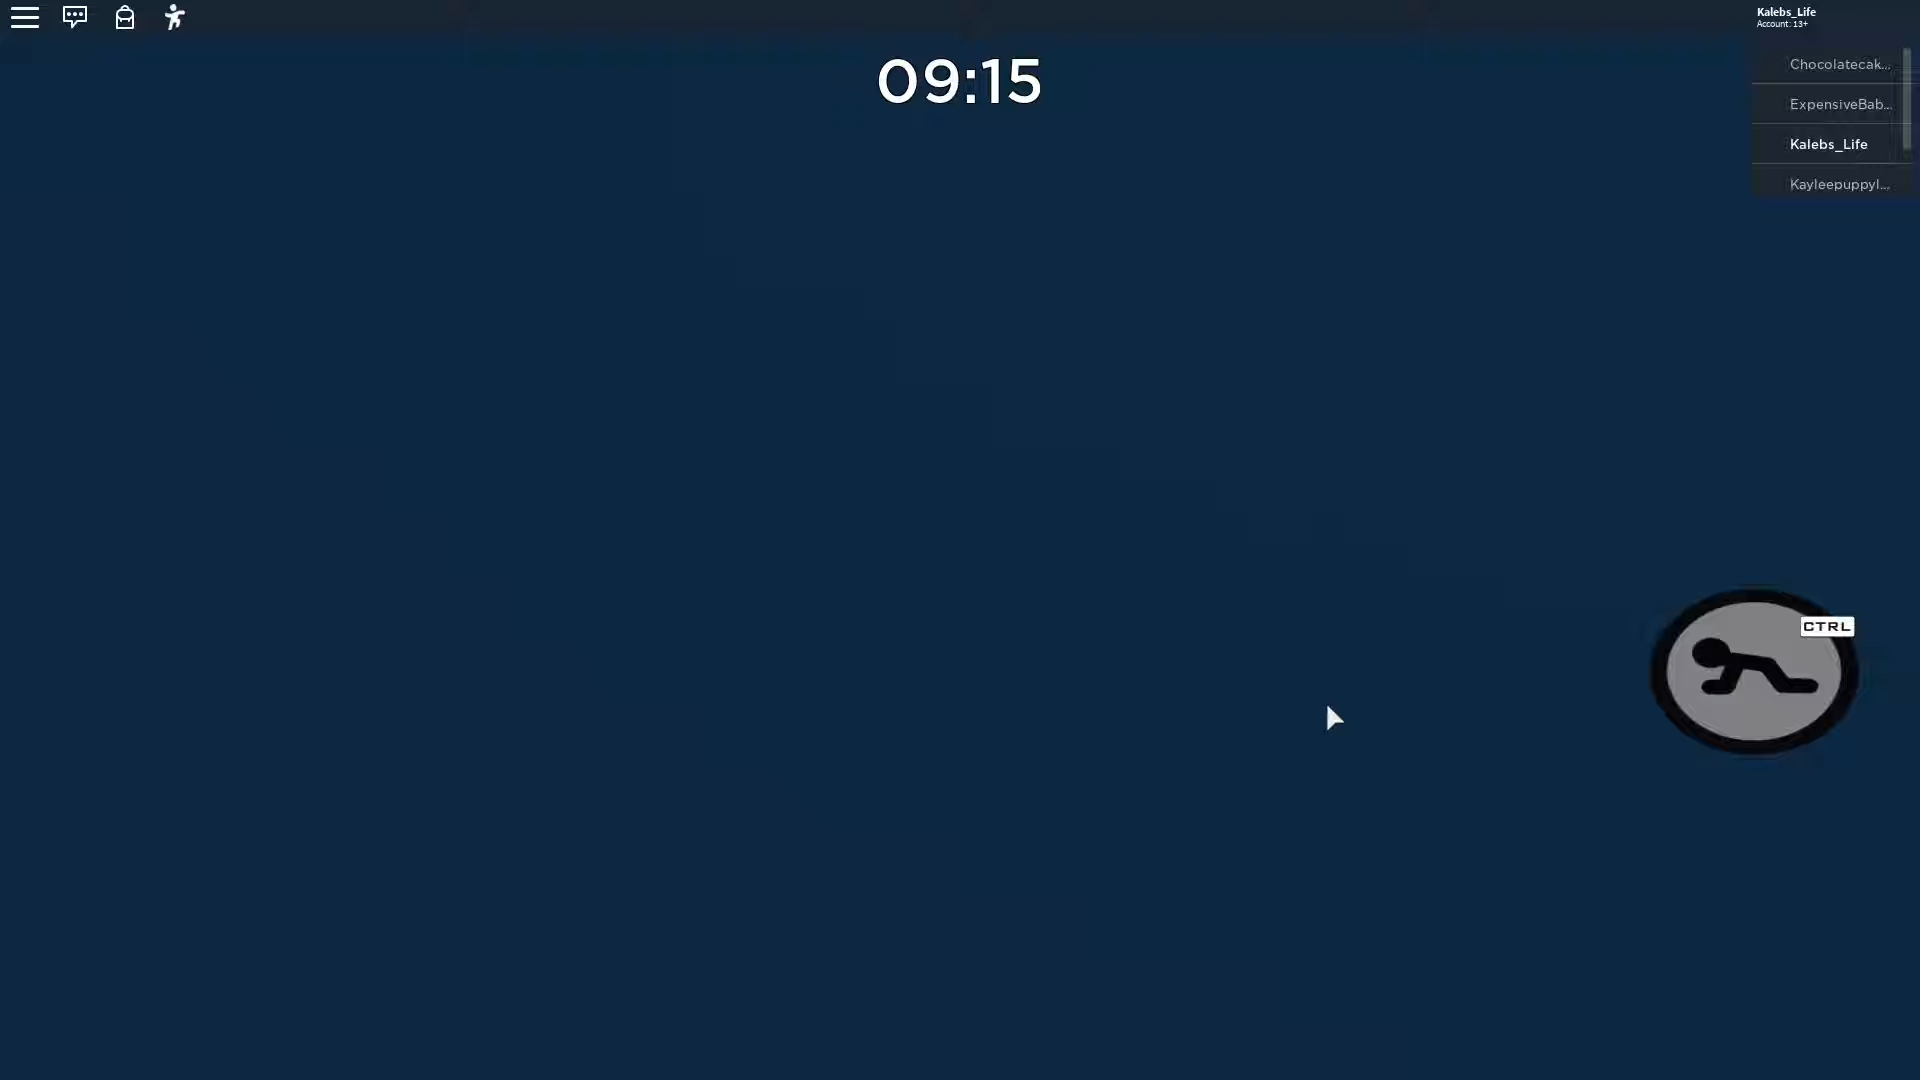 Kalebs_Life
Account: 13+
09:15
Chocolatecak...
ExpensiveBab...
Kalebs_Life
Kayleepuppyl...
CTRL